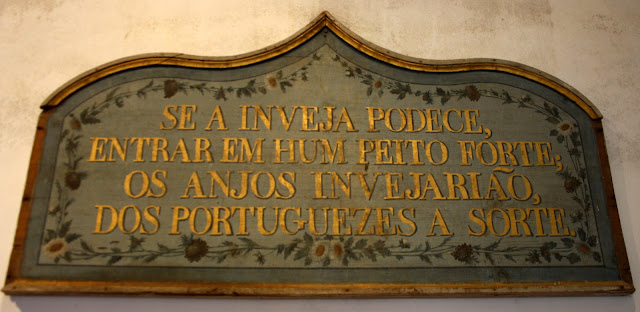 SE A INVEJA PODECE,
ENTRAR EM HUM PEITO FORTE,
OS ANJOS INVEJARIÃO,
DOS PORTUGUEZES A SORTE.